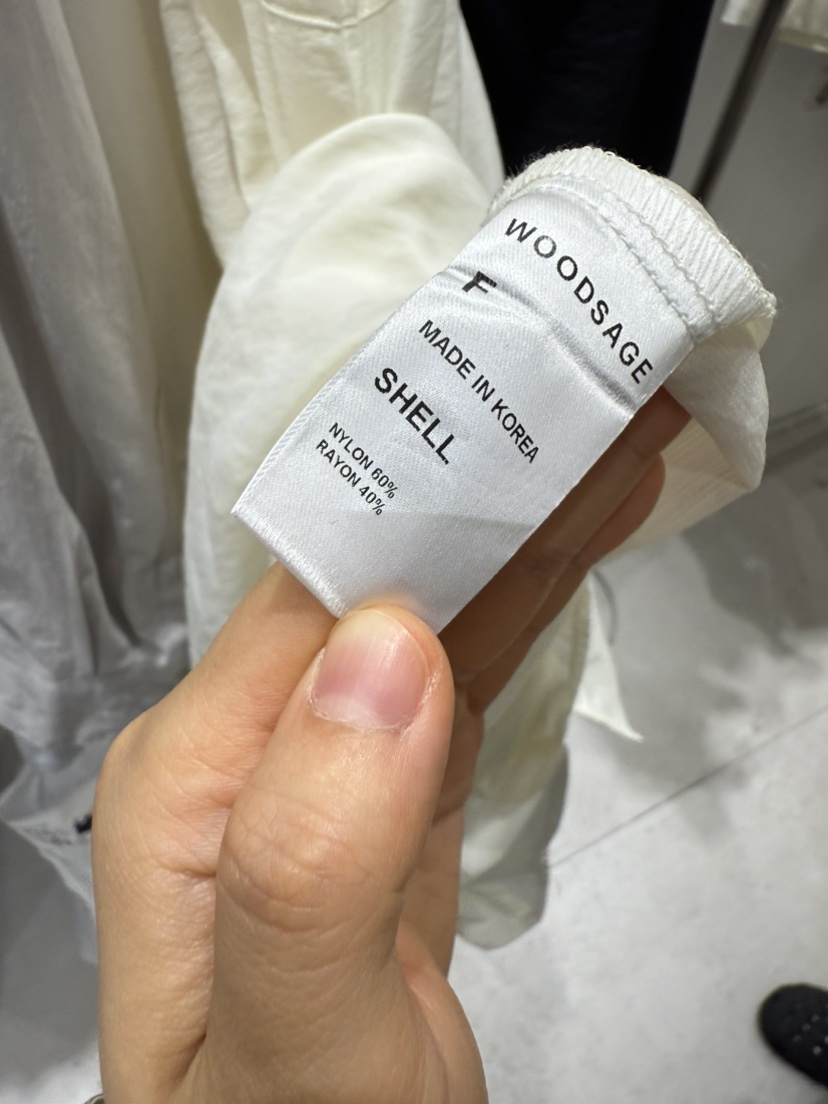 WOODSAGE
F
MADE IN KOREA
SHELL
NYLON 60%
RAYON 40%